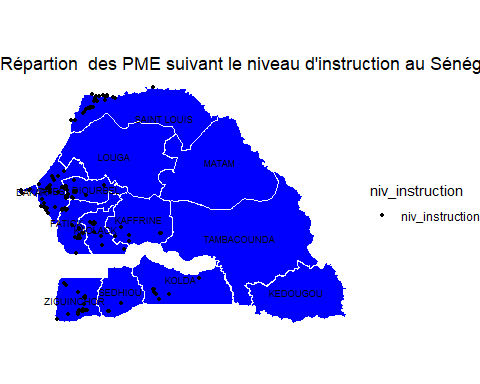 Répartion  des PME suivant le niveau d'instruction au Sénég
SAINT LOUIS
LOUGA
MATAM
KAFFRINE
TAMBACOUNDA
KOLDA
KEDOUGOU
niv_instruction
niv_instruction